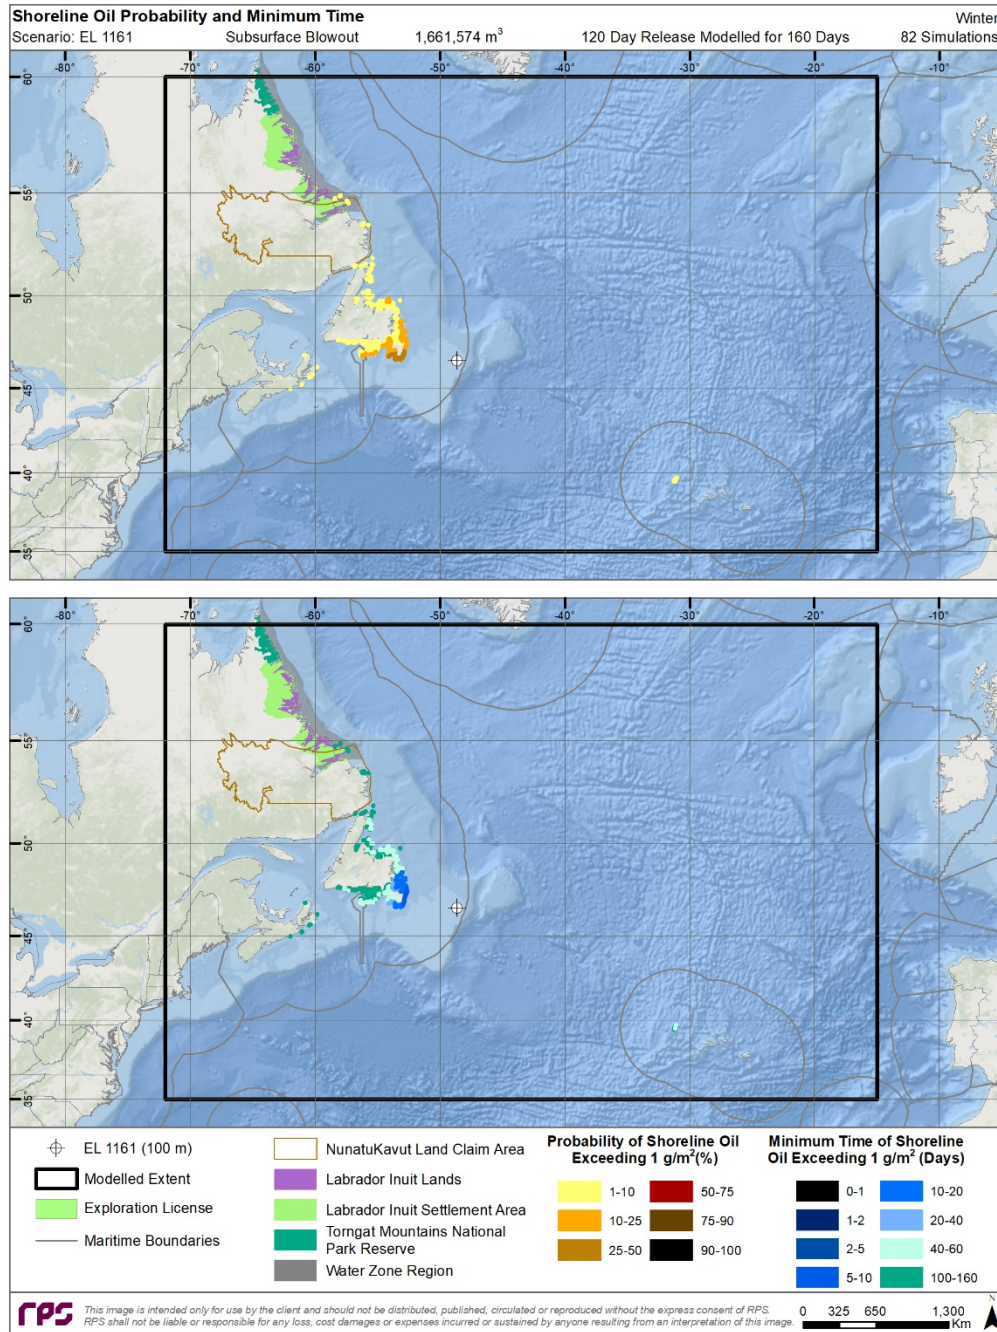 Shoreline Oil Probability and Minimum Time Winter
Scenario: EL 1161 Subsurface Blowout 1,661,574 m³ 120 Day Release Modelled for 160 Days 82 Simulations
-80° -70° -60° -50° -40° -30° -20° -10°
60°
55°
50°
45°
40°
35°
-80° -70° -60° -50° -40° -30° -20° -10°
60°
55°
50°
45°
40°
35°
EL 1161 (100 m)
Modelled Extent
Exploration License
Maritime Boundaries
NunatuKavut Land Claim Area
Labrador Inuit Lands
Labrador Inuit Settlement Area
Torngat Mountains National
Park Reserve
Water Zone Region
Probability of Shoreline Oil
Exceeding 1 g/m²(%)
1-10 50-75
10-25 75-90
25-50 90-100
Minimum Time of Shoreline
Oil Exceeding 1 g/m² (Days)
0-1 10-20
1-2 20-40
2-5 40-60
5-10 100-160
rps
This image is intended only for use by the client and should not be distributed, published, circulated or reproduced without the express consent of RPS.
RPS shall not be liable or responsible for any loss, cost damages or expenses incurred or sustained by anyone resulting from an interpretation of this image.
0 325 650 1,300
Km
N